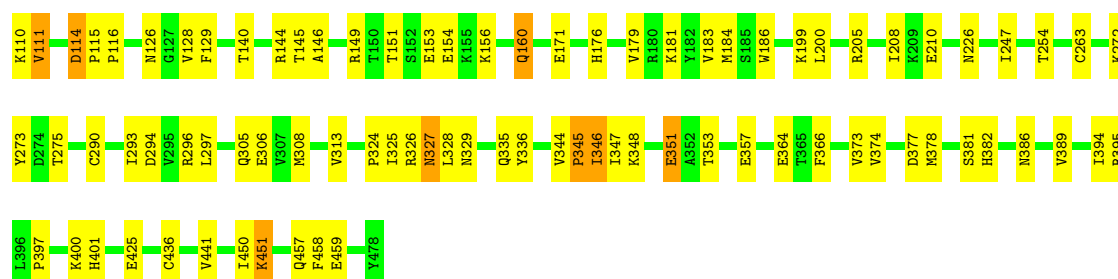 K110 V111 D114 P115 P116 N126 G127 V128 F129 T140 R144 T145 A146 R149 T150 T151 S152 E153 E154 K155 K156 Q160 E171 H176 V179 R180 K181 Y182 V183 M184 S185 W186 K199 L200 R205 I208 K209 E210 N226 I247 T254 C263
Y273 D274 T275 C290 I293 D294 V295 R296 L297 Q305 E306 V307 M308 V313 P324 I325 R326 N327 L328 N329 Q335 Y336 V344 P345 I346 I347 K348 E351 A352 T353 E357 E364 T365 F366 V373 V374 D377 M378 S381 H382 N386 V389 I394
L396 P397 K400 H401 E425 C436 V441 I450 K451 Q457 F458 E459 Y478